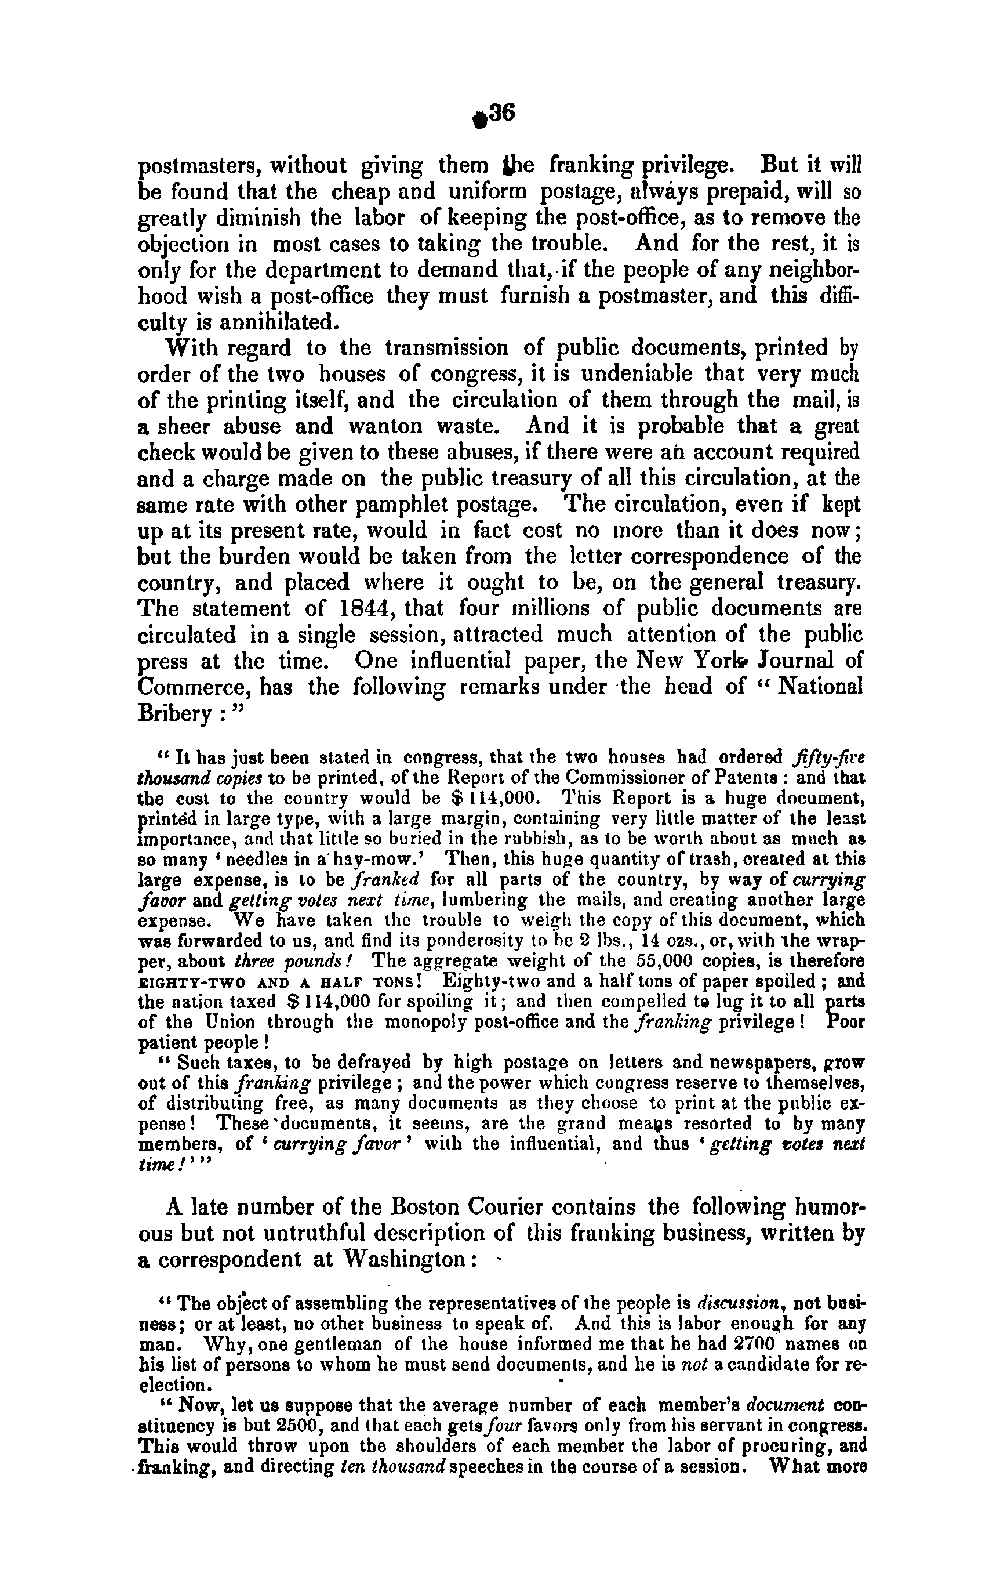 36
postmasters, without giving them the franking privilege. But it will
be found that the cheap and uniform postage, always prepaid, will so
greatly diminish the labor of keeping the post-office, as to remove the
objection in most cases to taking the trouble. And for the rest, it is
only for the department to demand that, if the people of any neighbor-
hood wish a post-office they must furnish a postmaster, and this diffi-
culty is annihilated.
With regard to the transmission of public documents, printed by
order of the two houses of congress, it is undeniable that very much
of the printing itself, and the circulation of them through the mail, is
a sheer abuse and wanton waste. And it is probable that a great
check would be given to these abuses, if there were an account required
and a charge made on the public treasury of all this circulation, at the
same rate with other pamphlet postage. The circulation, even if kept
up at its present rate, would in fact cost no more than it does now;
but the burden would be taken from the letter correspondence of the
country, and placed where it ought to be, on the general treasury.
The statement of 1844, that four millions of public documents are
circulated in a single session, attracted much attention of the public
press at the time. One influential paper, the New York Journal of
Commerce, has the following remarks under the head of “ National
Bribery : ”
“ It has just been stated in congress, that the two houses had ordered fifty-five
thousand copies to be printed, of the Report of the Commissioner of Patents : and that
the cost to the country would be $114,000. This Report is a huge document,
printed in large type, with a large margin, containing very little matter of the least
importance, and that little so buried in the rubbish, as to be worth about as much as
so many ‘ needles in a hay-mow.’ Then, this huge quantity of trash, created at this
large expense, is to be franked for all parts of the country, by way of currying
favor and getting votes next time, lumbering the mails, and creating another large
expense. We have taken the trouble to weigh the copy of this document, which
was forwarded to us, and find its ponderosity to be 2 lbs., 14 ozs., or, with the wrap-
per, about three pounds! The aggregate weight of the 55,000 copies, is therefore
EIGHTY-TWO AND A HALF TONS! Eighty-two and a half tons of paper spoiled ; and
the nation taxed $114,000 for spoiling it ; and then compelled to lug it to all parts
of the Union through the monopoly post-office and the franking privilege ! Poor
patient people !
“ Such taxes, to be defrayed by high postage on letters and newspapers, grow
out of this franking privilege ; and the power which congress reserve to themselves,
of distributing free, as many documents as they choose to print at the public ex-
pense! These documents, it seems, are the grand means resorted to by many
members, of ‘ currying favor ’ with the influential, and thus ‘ getting votes next
time ! ’ ”
A late number of the Boston Courier contains the following humor-
ous but not untruthful description of this franking business, written by
a correspondent at Washington :
“ The object of assembling the representatives of the people is discussion, not busi-
ness; or at least, no other business to speak of. And this is labor enough for any
man. Why, one gentleman of the house informed me that he had 2700 names on
his list of persons to whom he must send documents, and he is not a candidate for re-
election.
“ Now, let us suppose that the average number of each member’s document con-
stituency is but 2500, and that each gets four favors only from his servant in congress.
This would throw upon the shoulders of each member the labor of procuring, and
franking, and directing ten thousand speeches in the course of a session. What more